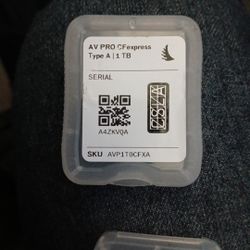 AV PRO CFexpress
Type A | 1 TB
SERIAL
A4ZKVQA
SKU AVP1T0CFXA